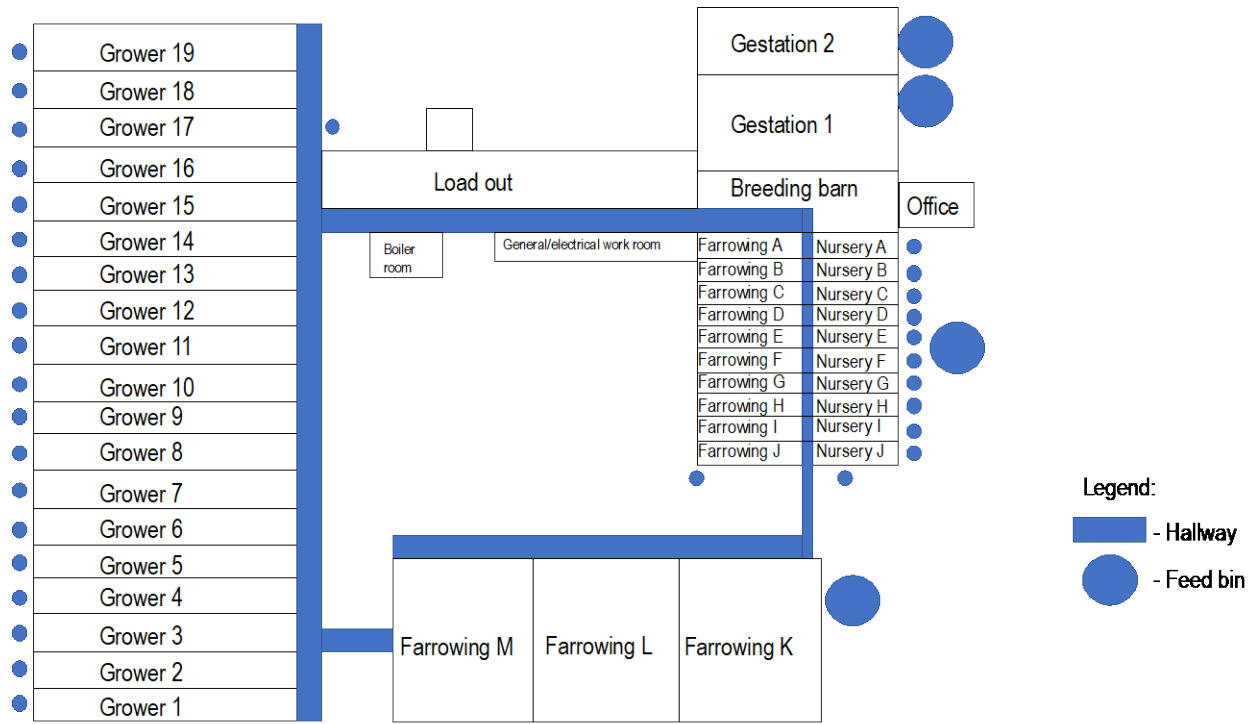 Grower 19
Grower 18
Grower 17
Grower 16
Grower 15
Grower 14
Grower 13
Grower 12
Grower 11
Grower 10
Grower 9
Grower 8
Grower 7
Grower 6
Grower 5
Grower 4
Grower 3
Grower 2
Grower 1
Load out
Boiler
room
General/electrical work room
Gestation 2
Gestation 1
Breeding barn
Office
Farrowing A
Nursery A
Farrowing B
Nursery B
Farrowing C
Nursery C
Farrowing D
Nursery D
Farrowing E
Nursery E
Farrowing F
Nursery F
Farrowing G
Nursery G
Farrowing H
Nursery H
Farrowing I
Nursery I
Farrowing J
Nursery J
Farrowing M
Farrowing L
Farrowing K
Legend:
- Hallway
- Feed bin